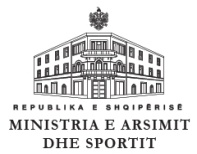 REPUBLIKA E SHQIPËRISË
MINISTRIA E ARSIMIT
DHE SPORTIT